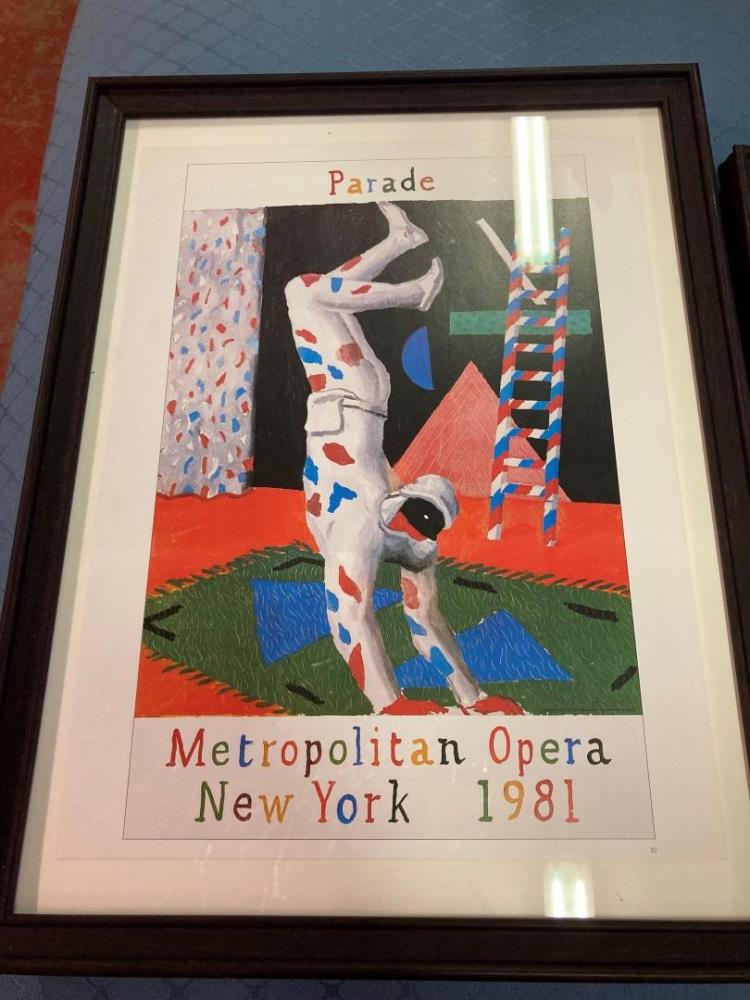 Parade
Metropolitan Opera
New York 1981